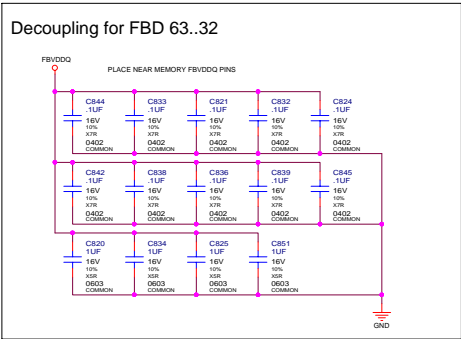 Decoupling for FBD 63..32
FBVDDQ
PLACE NEAR MEMORY FBVDDQ PINS
C844 C833 C821 C832 C824
.1UF .1UF .1UF .1UF .1UF
16V 16V 16V 16V 16V
10% 10% 10% 10% 10%
X7R X7R X7R X7R X7R
0402 0402 0402 0402 0402
COMMON COMMON COMMON COMMON COMMON
C842 C838 C836 C839 C845
.1UF .1UF .1UF .1UF .1UF
16V 16V 16V 16V 16V
10% 10% 10% 10% 10%
X7R X7R X7R X7R X7R
0402 0402 0402 0402 0402
COMMON COMMON COMMON COMMON COMMON
C820 C834 C825 C851
1UF 1UF 1UF 1UF
16V 16V 16V 16V
10% 10% 10% 10%
X5R X5R X5R X5R
0603 0603 0603 0603
COMMON COMMON COMMON COMMON
GND